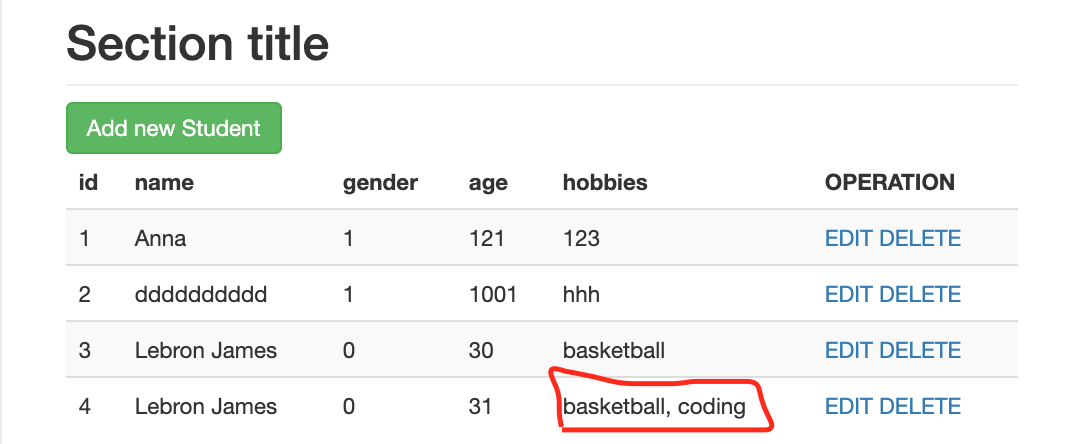 Section title
Add new Student
id name gender age hobbies OPERATION
1 Anna 1 121 123 EDIT DELETE
2 dddddddddd 1 1001 hhh EDIT DELETE
3 Lebron James 0 30 basketball EDIT DELETE
4 Lebron James 0 31 basketball, coding EDIT DELETE